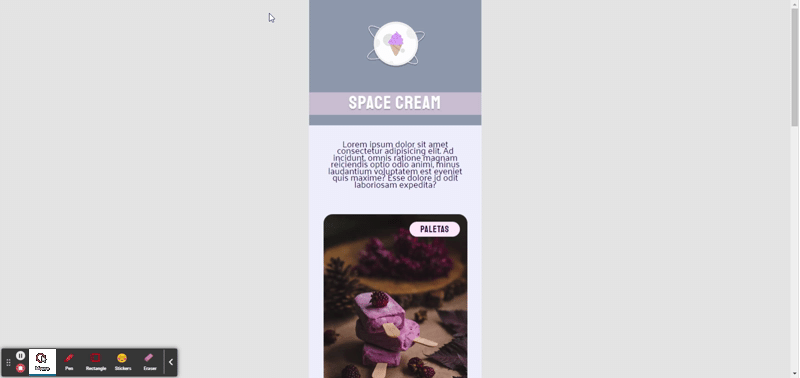 SPACE CREAM
Lorem ipsum dolor sit amet
consectetur adipisicing elit. Ad
incidunt, omnis ratione magnam
reiciendis optio odio animi, minus
laudantium voluptatem est eveniet
quis maxime? Esse dolore id odit
laboriosam expedita?
PALETAS
Mouse Pen Rectangle Stickers Eraser